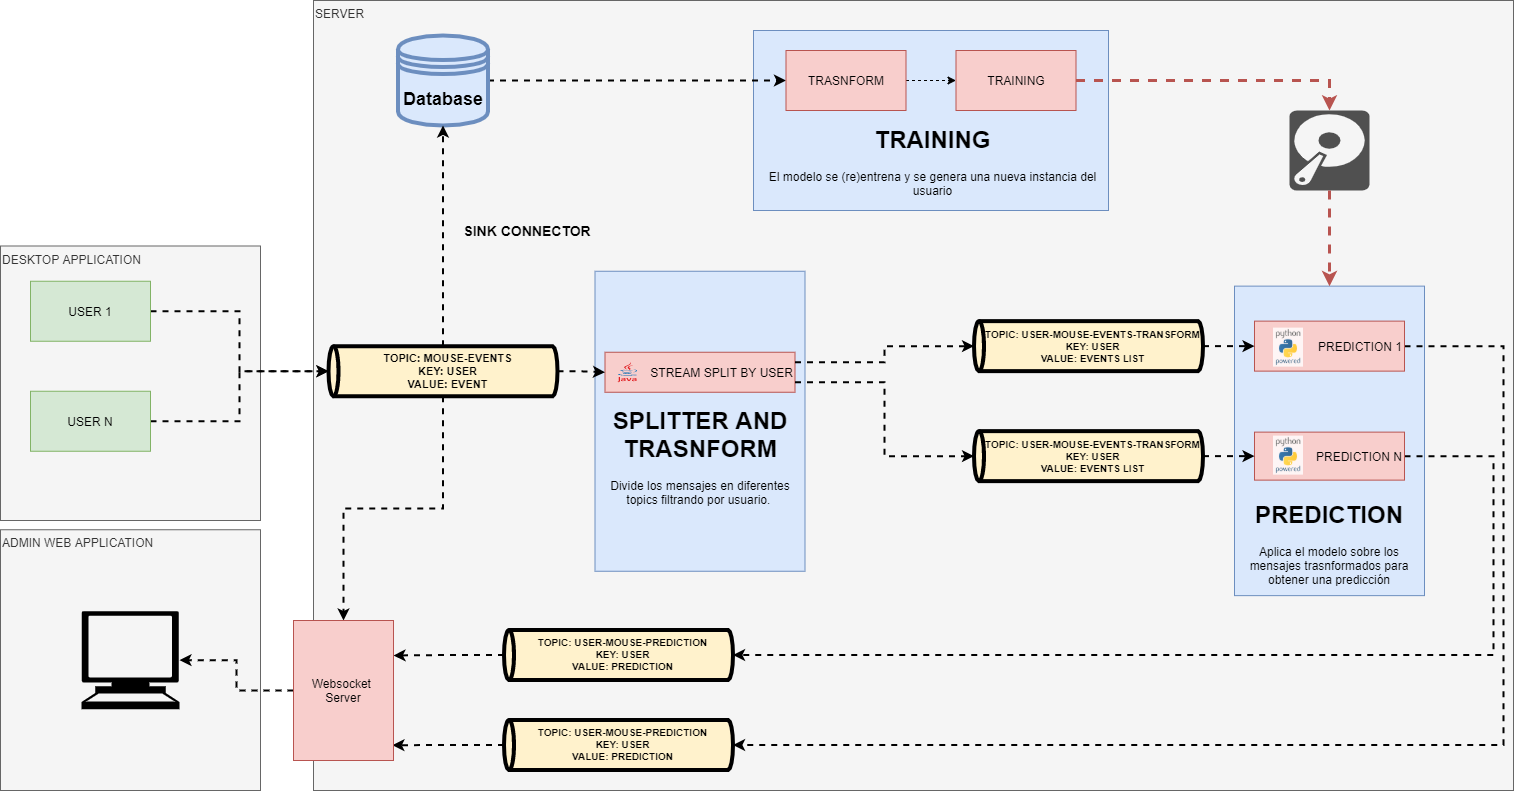 SERVER
Database
TRASNFORM
TRAINING
TRAINING
El modelo se (re)entrena y se genera una nueva instancia del
usuario
SINK CONNECTOR
DESKTOP APPLICATION
USER 1
USER N
TOPIC: MOUSE-EVENTS
KEY: USER
VALUE: EVENT
Java
STREAM SPLIT BY USER
SPLITTER AND
TRASNFORM
Divide los mensajes en diferentes
topics filtrando por usuario.
TOPIC: USER-MOUSE-EVENTS-TRANSFORM
KEY: USER
VALUE: EVENTS LIST
TOPIC: USER-MOUSE-EVENTS-TRANSFORM
KEY: USER
VALUE: EVENTS LIST
python
powered
PREDICTION 1
python
powered
PREDICTION N
PREDICTION
Aplica el modelo sobre los
mensajes trasnformados para
obtener una predicción
ADMIN WEB APPLICATION
Websocket
Server
TOPIC: USER-MOUSE-PREDICTION
KEY: USER
VALUE: PREDICTION
TOPIC: USER-MOUSE-PREDICTION
KEY: USER
VALUE: PREDICTION